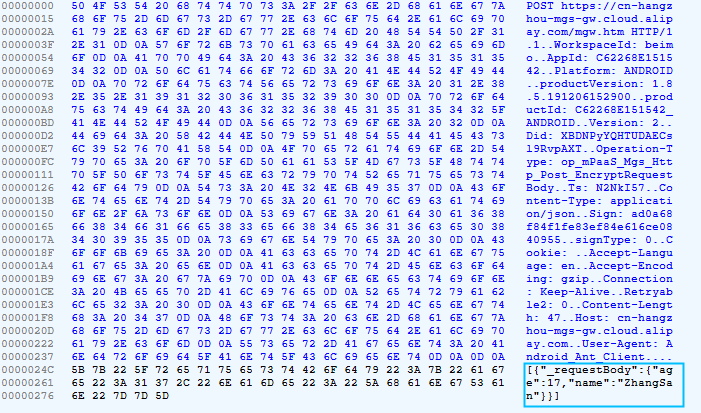 00000000 50 4F 53 54 20 68 74 74 70 73 3A 2F 2F 63 6E 2D 68 61 6E 67 7A POST https://cn-hangz
00000015 68 6F 75 2D 6D 67 73 2D 67 77 2E 63 6C 6F 75 64 2E 61 6C 69 70 hou-mgs-gw.cloud.alip
0000002A 61 79 2E 63 6F 6D 2F 6D 67 77 2E 68 74 6D 20 48 54 54 50 2F 31 ay.com/mgw.htm HTTP/1
0000003F 2E 31 0D 0A 57 6F 72 6B 73 70 61 63 65 49 64 3A 20 62 65 69 6D .1..WorkspaceId: beim
00000054 6F 0D 0A 41 70 70 49 64 3A 20 43 36 32 32 36 38 45 31 35 31 35 o..AppId: C62268E1515
00000069 34 32 0D 0A 50 6C 61 74 66 6F 72 6D 3A 20 41 4E 44 52 4F 49 44 42..Platform: ANDROID
0000007E 0D 0A 70 72 6F 64 75 63 74 56 65 72 73 69 6F 6E 3A 20 31 2E 38 ..productVersion: 1.8
00000093 2E 35 2E 31 39 31 32 30 36 31 35 32 39 30 30 0D 0A 70 72 6F 64 .5.191206152900..prod
000000A8 75 63 74 49 64 3A 20 43 36 32 32 36 38 45 31 35 31 35 34 32 5F uctId: C62268E151542_
000000BD 41 4E 44 52 4F 49 44 0D 0A 56 65 72 73 69 6F 6E 3A 20 32 0D 0A ANDROID..Version: 2..
000000D2 44 69 64 3A 20 58 42 44 4E 50 79 59 51 48 54 55 44 41 45 43 73 Did: XBDNPyYQHTUDAECs
000000E7 6C 39 52 76 70 41 58 54 0D 0A 4F 70 65 72 61 74 69 6F 6E 2D 54 l9RvpAXT..Operation-T
000000FC 79 70 65 3A 20 6F 70 5F 6D 50 61 61 53 5F 4D 67 73 5F 48 74 74 ype: op_mPaaS_Mgs_Htt
00000111 70 5F 50 6F 73 74 5F 45 6E 63 72 79 70 74 52 65 71 75 65 73 74 p_Post_EncryptRequest
00000126 42 6F 64 79 0D 0A 54 73 3A 20 4E 32 4E 6B 49 35 37 0D 0A 43 6F Body..Ts: N2NkI57..Co
0000013B 6E 74 65 6E 74 2D 54 79 70 65 3A 20 61 70 70 6C 69 63 61 74 69 ntent-Type: applicati
00000150 6F 6E 2F 6A 73 6F 6E 0D 0A 53 69 67 6E 3A 20 61 64 30 61 36 38 on/json..Sign: ad0a68
00000165 66 38 34 66 31 66 65 38 33 65 66 38 34 65 36 31 36 63 65 30 38 f84f1fe83ef84e616ce08
0000017A 34 30 39 35 35 0D 0A 73 69 67 6E 54 79 70 65 3A 20 30 0D 0A 43 40955..signType: 0..C
0000018F 6F 6F 6B 69 65 3A 20 0D 0A 41 63 63 65 70 74 2D 4C 61 6E 67 75 ookie: ..Accept-Langu
000001A4 61 67 65 3A 20 65 6E 0D 0A 41 63 63 65 70 74 2D 45 6E 63 6F 64 age: en..Accept-Encod
000001B9 69 6E 67 3A 20 67 7A 69 70 0D 0A 43 6F 6E 6E 65 63 74 69 6F 6E ing: gzip..Connection
000001CE 3A 20 4B 65 65 70 2D 41 6C 69 76 65 0D 0A 52 65 74 72 79 61 62 : Keep-Alive..Retryab
000001E3 6C 65 32 3A 20 30 0D 0A 43 6F 6E 74 65 6E 74 2D 4C 65 6E 67 74 le2: 0..Content-Lengt
000001F8 68 3A 20 34 37 0D 0A 48 6F 73 74 3A 20 63 6E 2D 68 61 6E 67 7A h: 47..Host: cn-hangz
0000020D 68 6F 75 2D 6D 67 73 2D 67 77 2E 63 6C 6F 75 64 2E 61 6C 69 70 hou-mgs-gw.cloud.alip
00000222 61 79 2E 63 6F 6D 0D 0A 55 73 65 72 2D 41 67 65 6E 74 3A 20 41 ay.com..User-Agent: A
00000237 6E 64 72 6F 69 64 5F 41 6E 74 5F 43 6C 69 65 6E 74 0D 0A 0D 0A ndroid_Ant_Client....
0000024C 5B 7B 22 5F 72 65 71 75 65 73 74 42 6F 64 79 22 3A 7B 22 61 67 [{"_requestBody":{"ag
00000261 65 22 3A 31 37 2C 22 6E 61 6D 65 22 3A 22 5A 68 61 6E 67 53 61 e":17,"name":"ZhangSa
00000276 6E 22 7D 7D 5D n"}}]